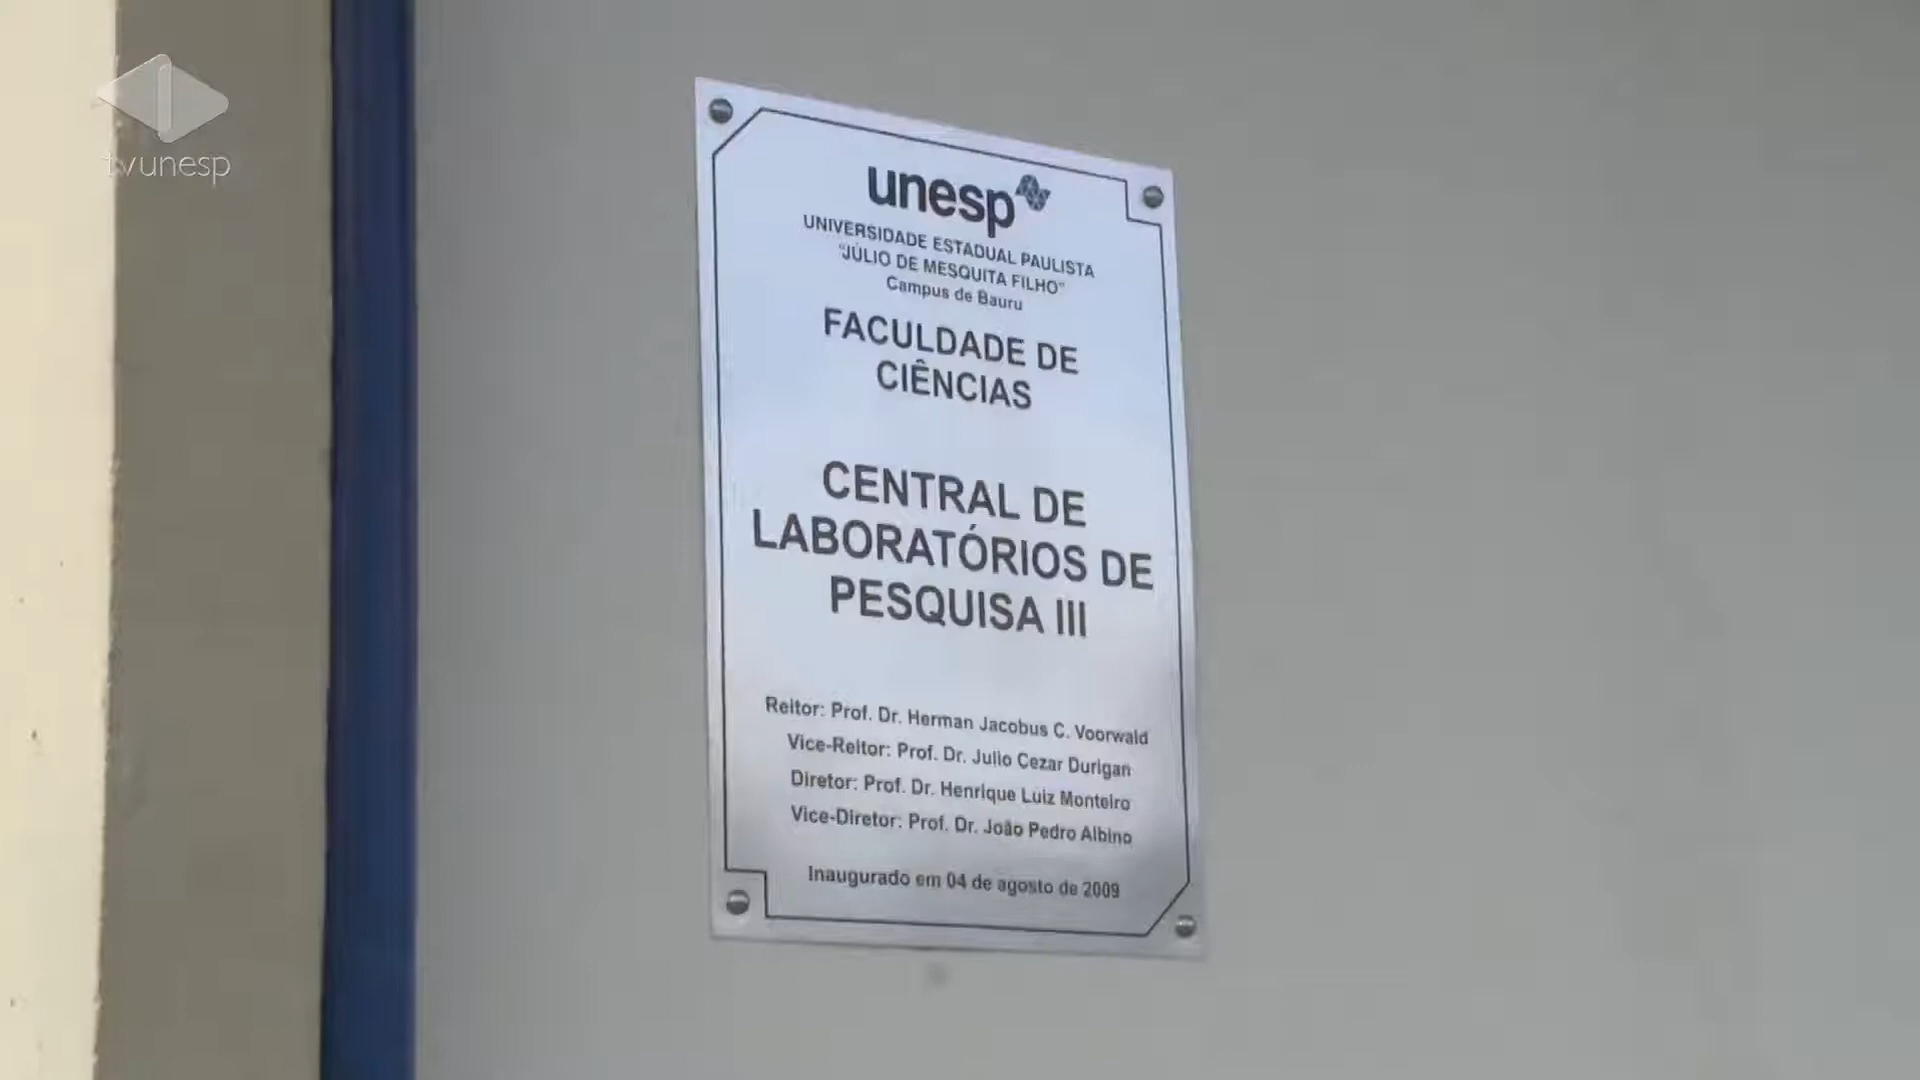 tvunesp
unesp
UNIVERSIDADE ESTADUAL PAULISTA
"JÚLIO DE MESQUITA FILHO"
Campus de Bauru
FACULDADE DE
CIÊNCIAS
CENTRAL DE
LABORATÓRIOS DE
PESQUISA III
Reitor: Prof. Dr. Herman Jacobus C. Voorwald
Vice-Reitor: Prof. Dr. Julio Cezar Durigan
Diretor: Prof. Dr. Henrique Luiz Monteiro
Vice-Diretor: Prof. Dr. João Pedro Albino
Inaugurado em 04 de agosto de 2009